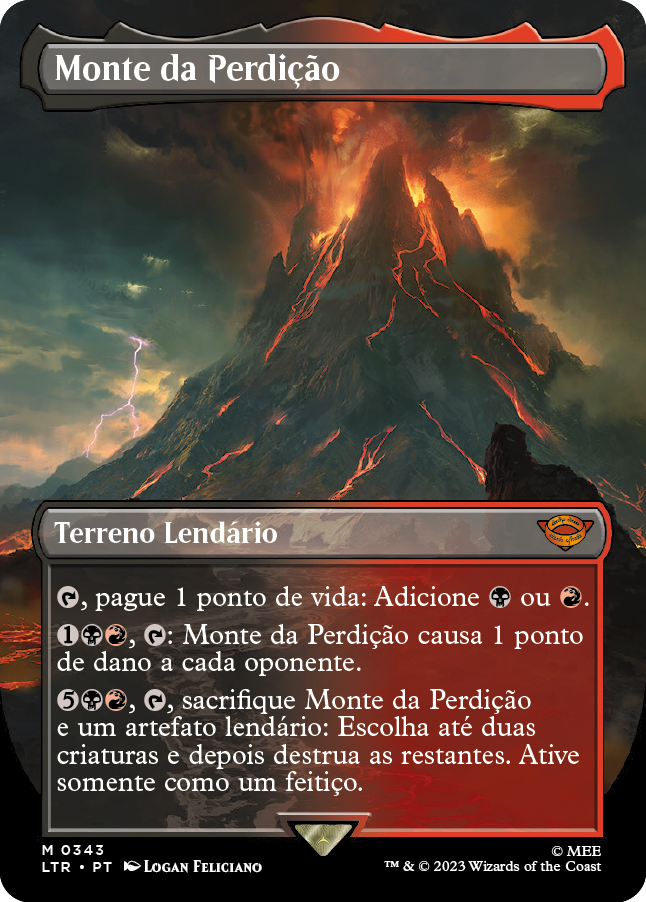 Monte da Perdição
Terreno Lendário
, pague 1 ponto de vida: Adicione ou .
1 , : Monte da Perdição causa 1 ponto
de dano a cada oponente.
5 , , sacrifique Monte da Perdição
e um artefato lendário: Escolha até duas
criaturas e depois destrua as restantes. Ative
somente como um feitiço.
M 0343
LTR • PT LOGAN FELICIANO
© MEE
™ & © 2023 Wizards of the Coast